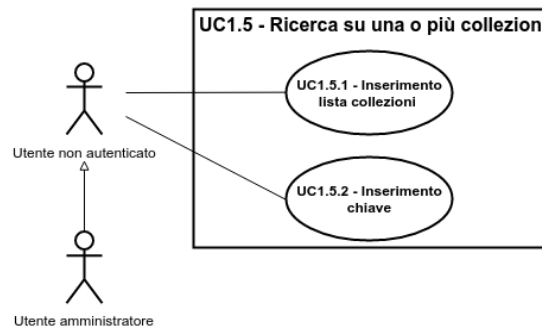 UC1.5 - Ricerca su una o più collezion
UC1.5.1 - Inserimento
lista collezioni
Utente non autenticato
UC1.5.2 - Inserimento
chiave
Utente amministratore